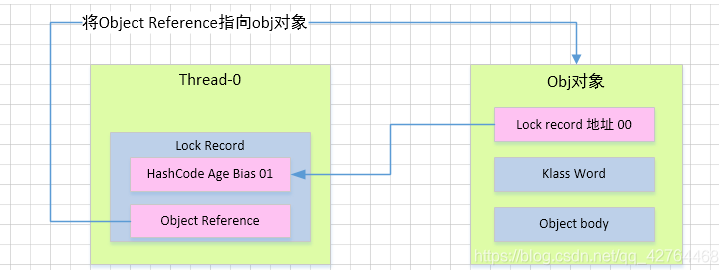 将Object Reference指向obj对象
Thread-0
Lock Record
HashCode Age Bias 01
Object Reference
Obj对象
Lock record 地址 00
Klass Word
Object body
https://blog.csdn.net/qq_42764468